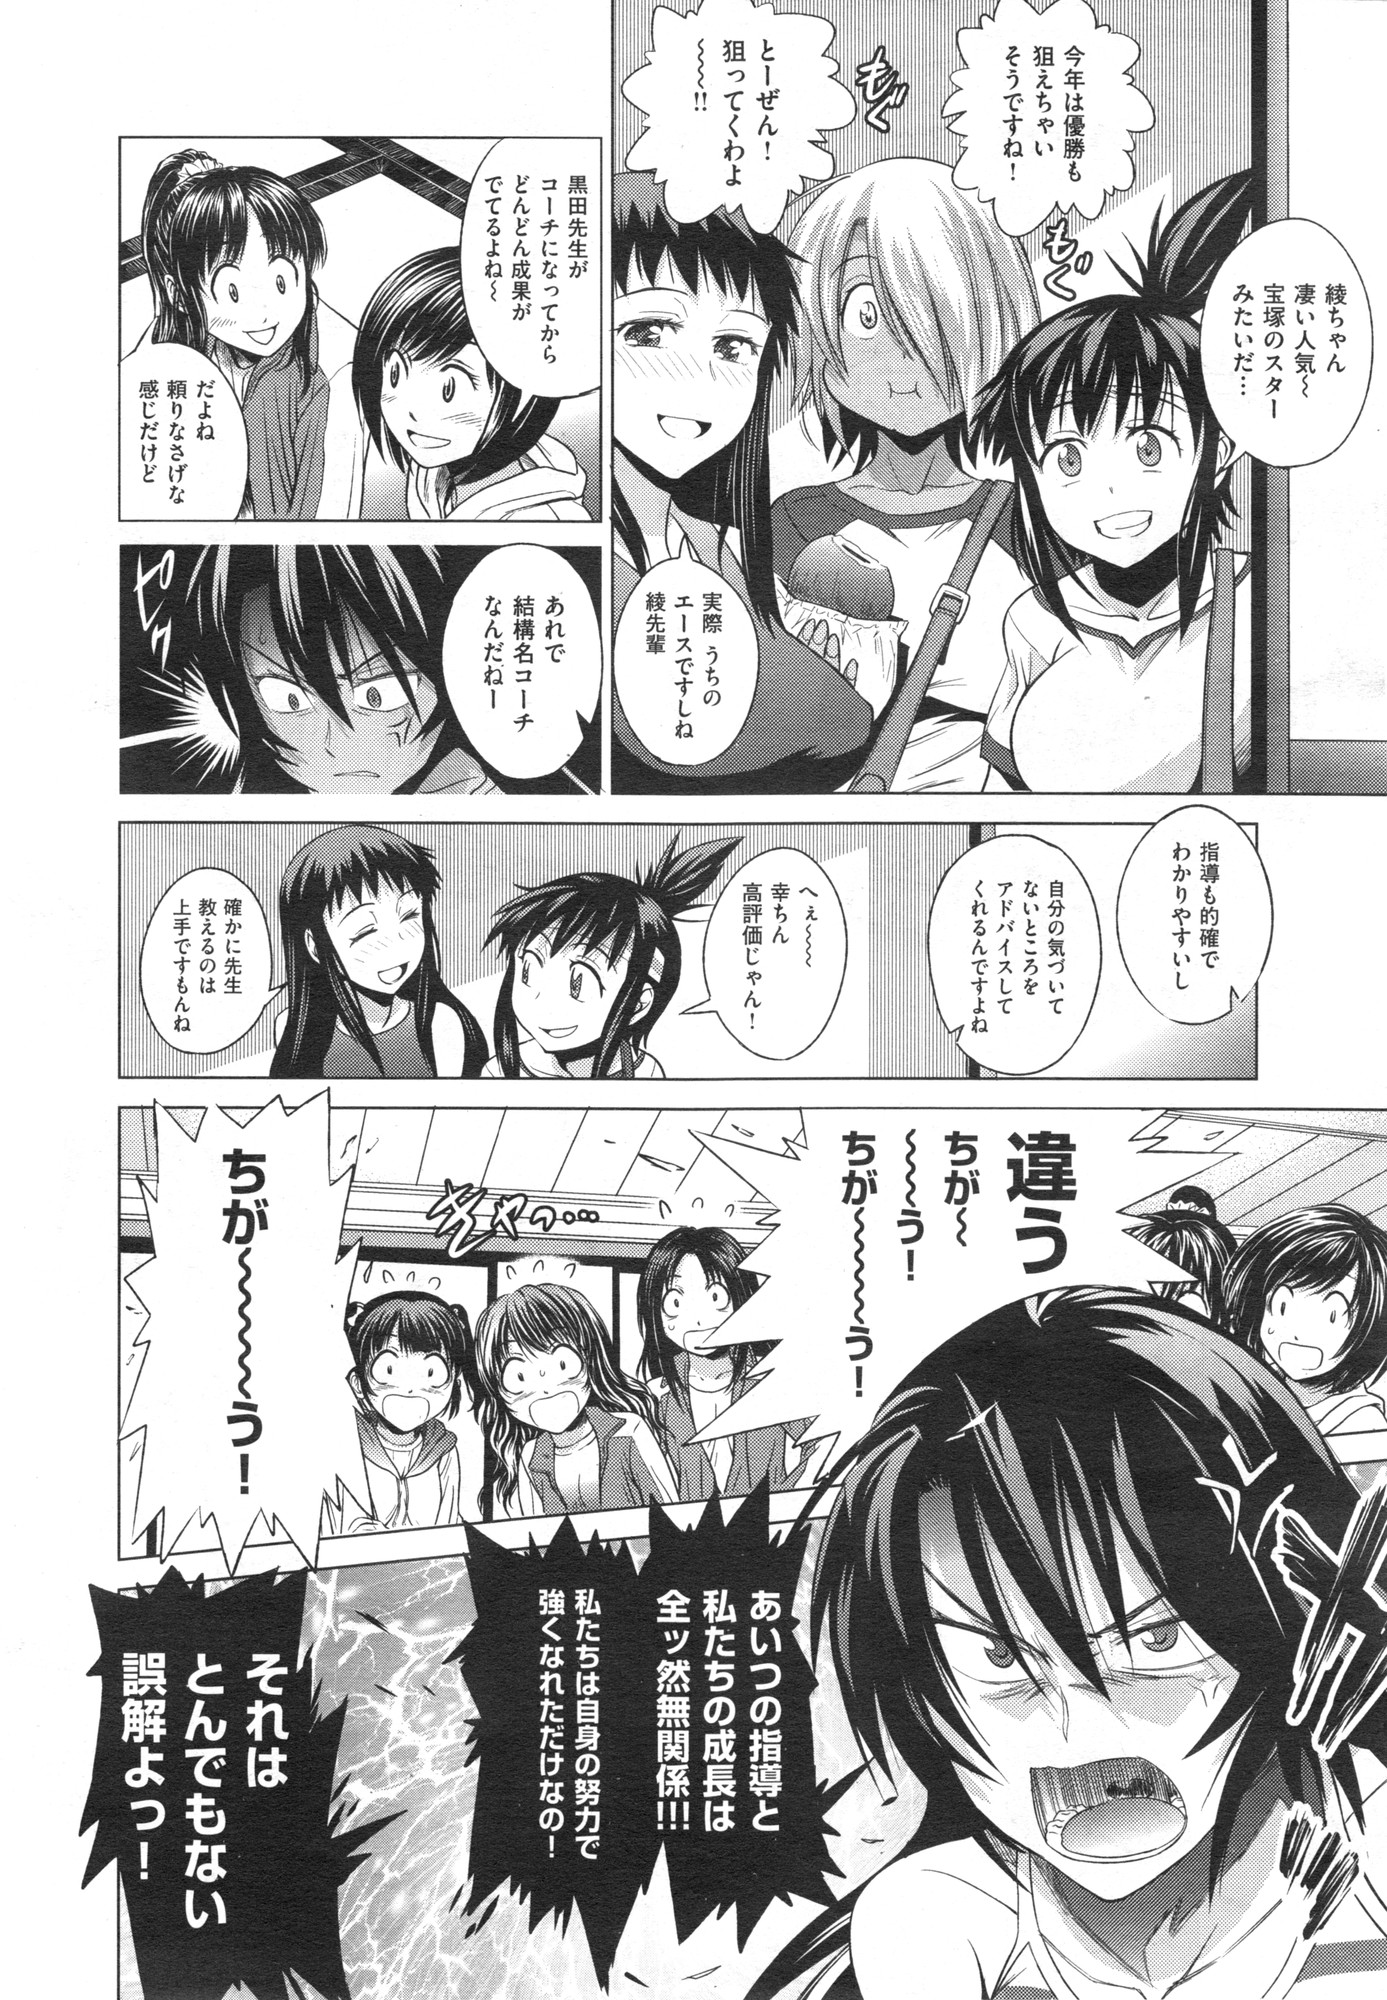 今年は優勝も
狙えちゃい
そうですね！
とーぜん！
狙ってくわよ
〜〜!!
もぐ
もぐ
綾ちゃん
凄い人気〜
宝塚のスター
みたいだ…
実際 うちの
エースですしね
綾先輩
黒田先生が
コーチになってから
どんどん成果が
でてるよね〜
だよね
頼りなさげな
感じだけど
あれで
結構名コーチ
なんだねー
ピクッ
指導も的確で
わかりやすいし
自分の気づいて
ないところを
アドバイスして
くれるんですよね
へぇ〜〜〜
幸ちん
高評価じゃん！
確かに先生
教えるのは
上手ですもんね
違う
ちが〜
〜〜〜う！
ちが〜〜〜〜う！
キャっ…
ちが〜〜〜〜う！
あいつの指導と
私たちの成長は
全ッ然無関係!!!
私たちは自身の努力で
強くなれただけなの！
それは
とんでもない
誤解よっ！